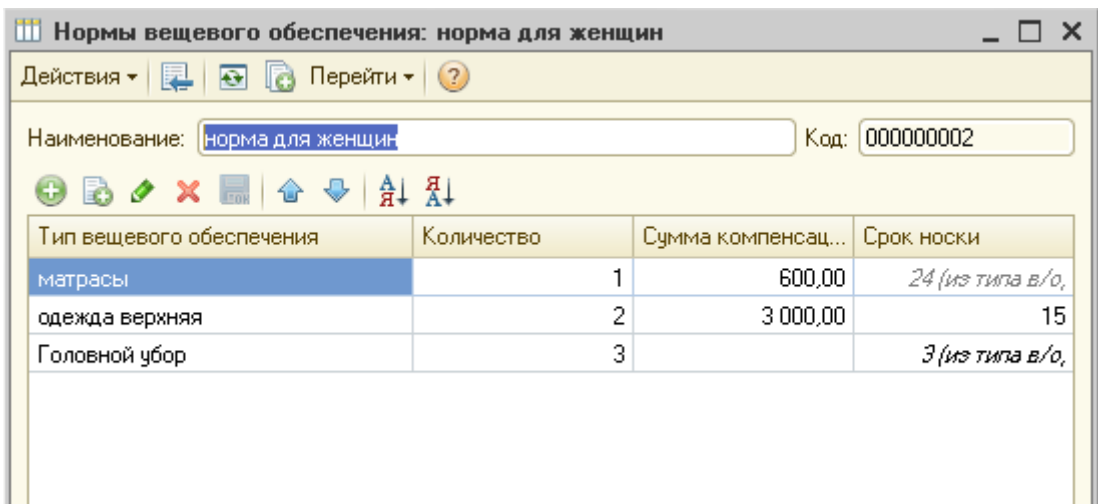 Нормы вещевого обеспечения: норма для женщин
Действия Перейти
Наименование: норма для женщин Код: 000000002
Тип вещевого обеспечения Количество Сумма компенсац... Срок носки
матрасы 1 600,00 24 (из типа в/о,
одежда верхняя 2 3 000,00 15
Головной убор 3 3 (из типа в/о,